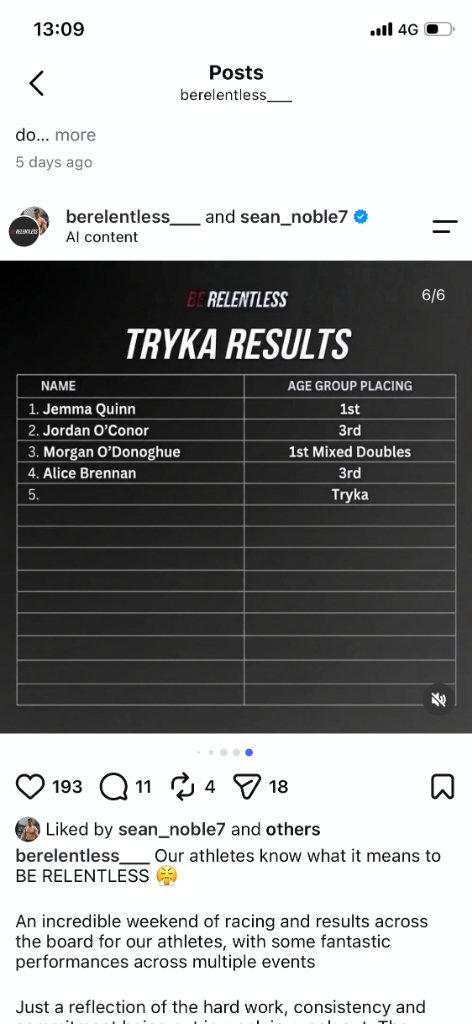 13:09
4G
Posts
berelentless___
do... more
5 days ago
berelentless___ and sean_noble7
AI content
BE RELENTLESS
6/6
TRYKA RESULTS
NAME AGE GROUP PLACING
1. Jemma Quinn 1st
2. Jordan O'Conor 3rd
3. Morgan O'Donoghue 1st Mixed Doubles
4. Alice Brennan 3rd
5. Tryka
193 11 4 18
Liked by sean_noble7 and others
berelentless___ Our athletes know what it means to
BE RELENTLESS 😤
An incredible weekend of racing and results across
the board for our athletes, with some fantastic
performances across multiple events
Just a reflection of the hard work, consistency and